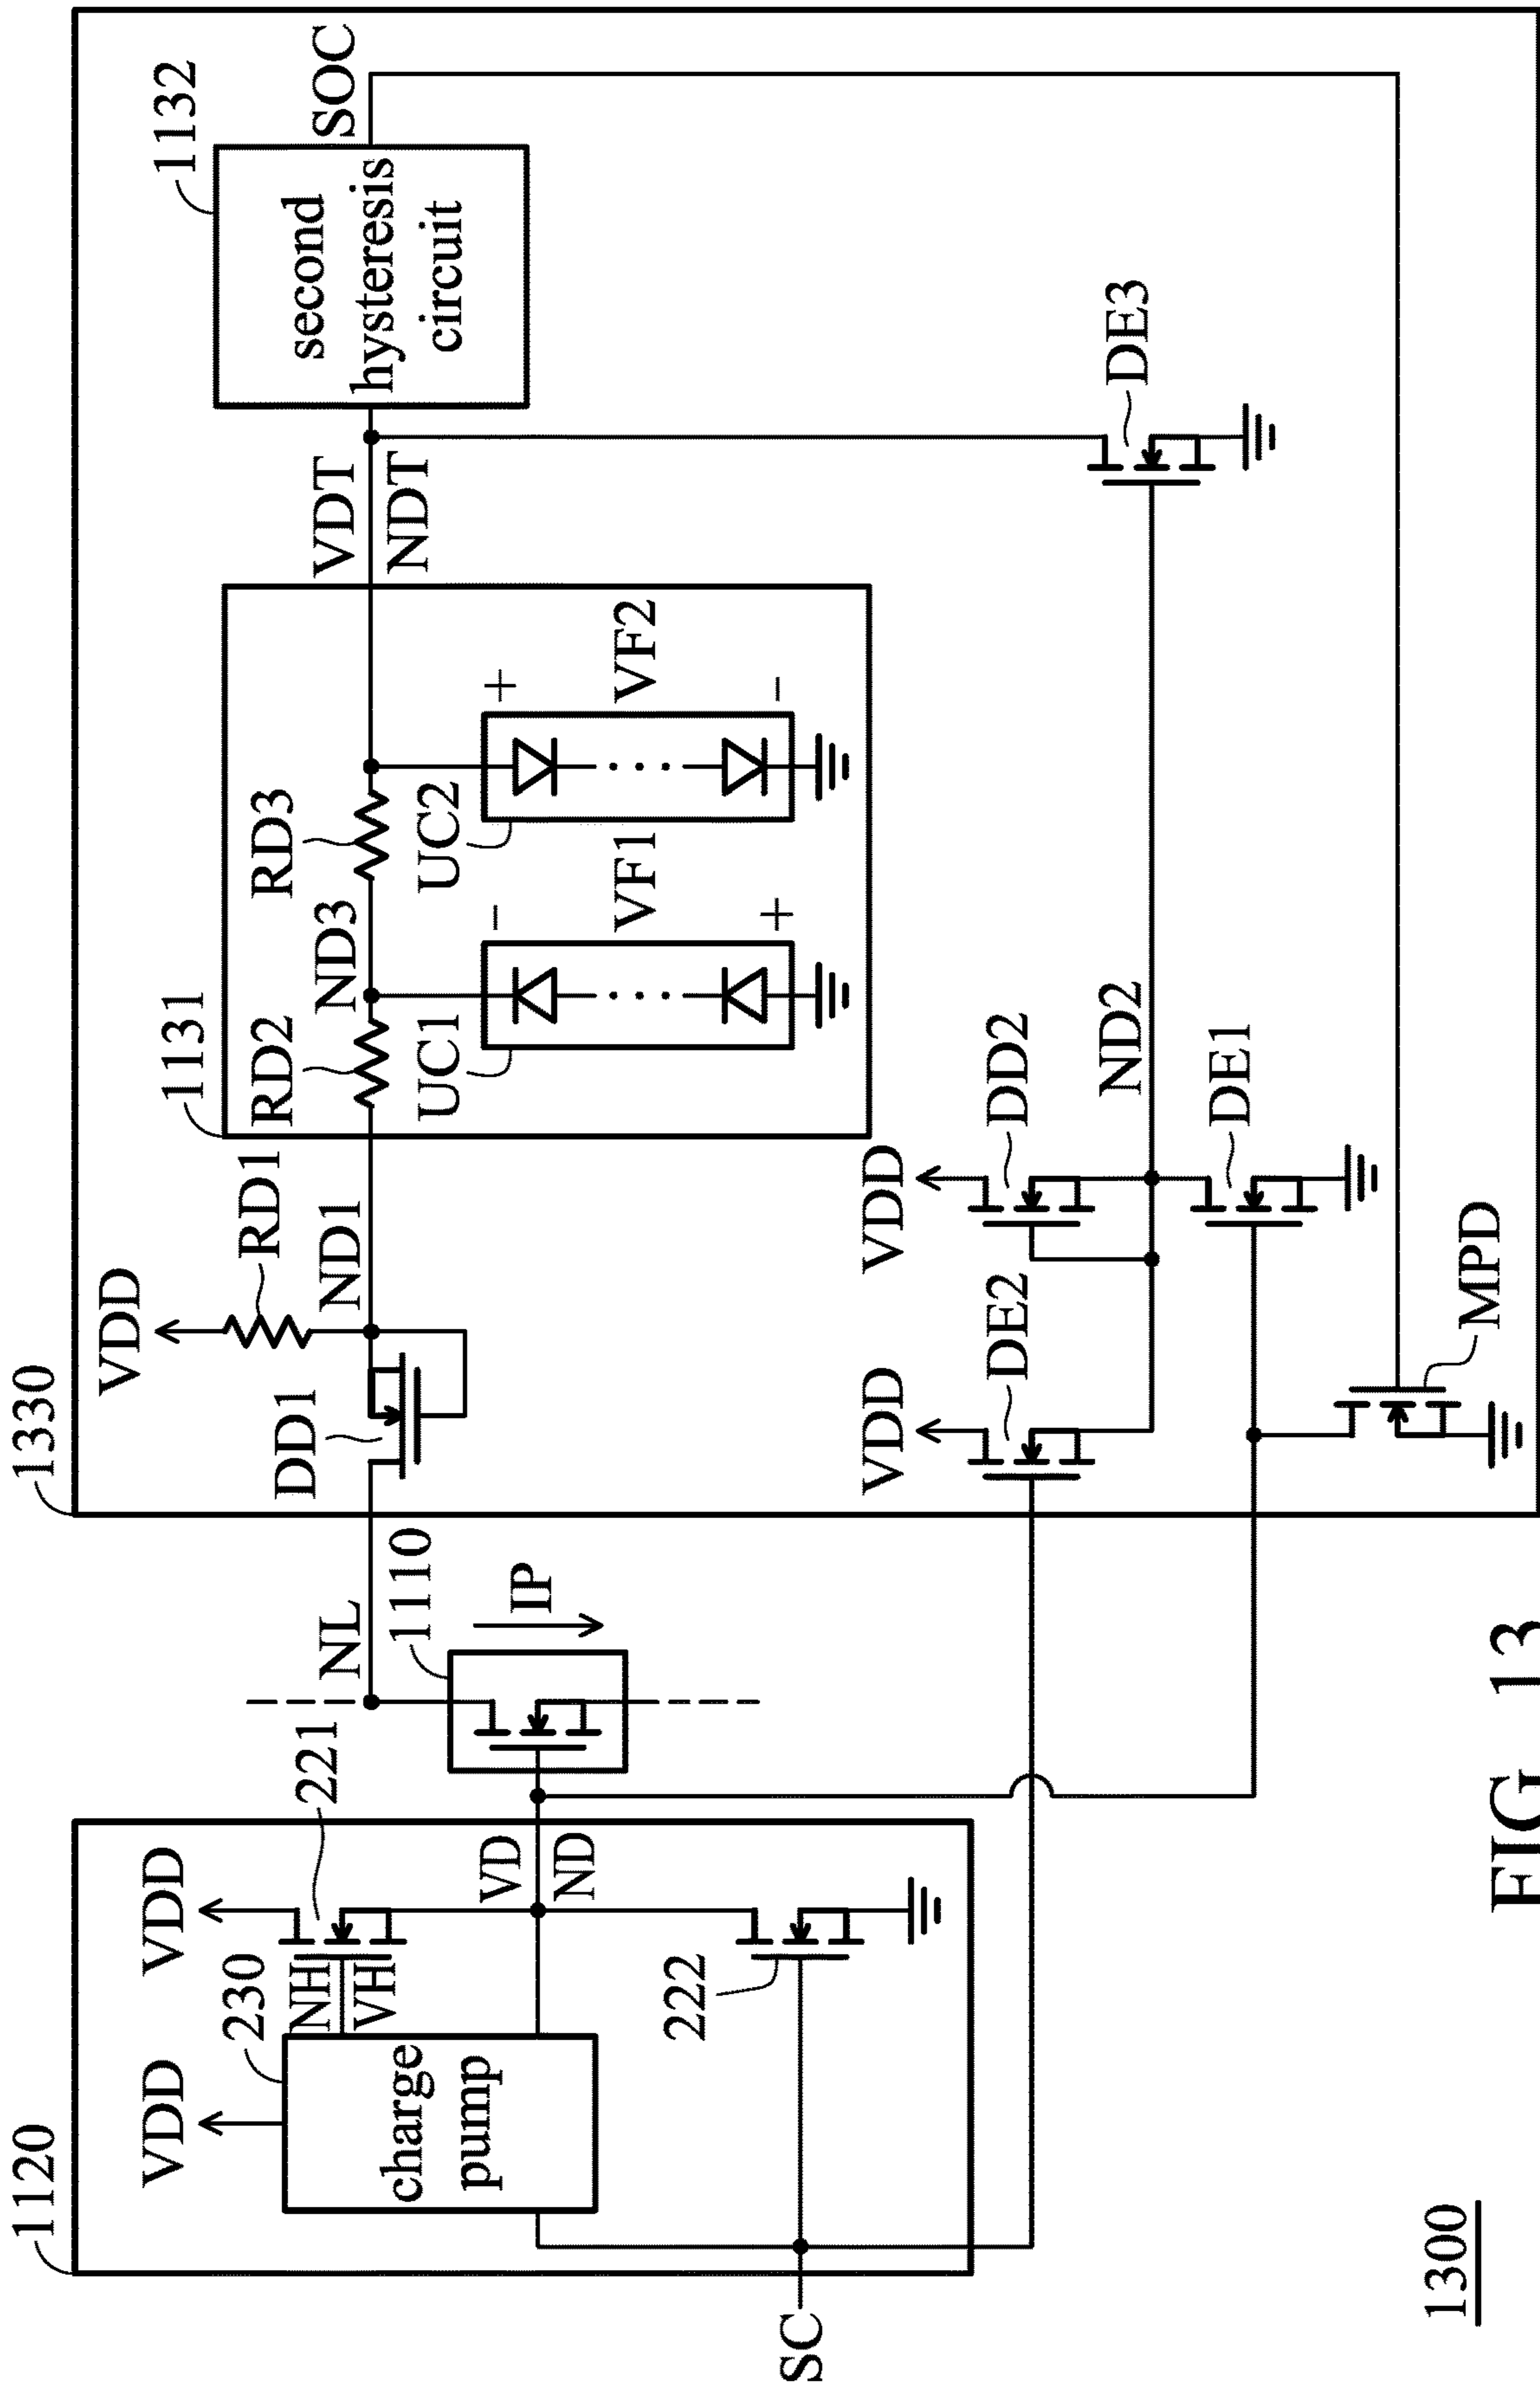 1120
VDD
VDD
230
221
NH
VH
charge
pump
VD
ND
222
SC
NL
1110
IP
1330
VDD
RD1
DD1
ND1
1131
RD2
ND3
RD3
UC1
-
VF1
+
UC2
+
VF2
-
VDT
NDT
1132
second
hysteresis
circuit
SOC
VDD
DE2
VDD
DD2
ND2
DE1
DE3
MPD
1300
FIG. 13